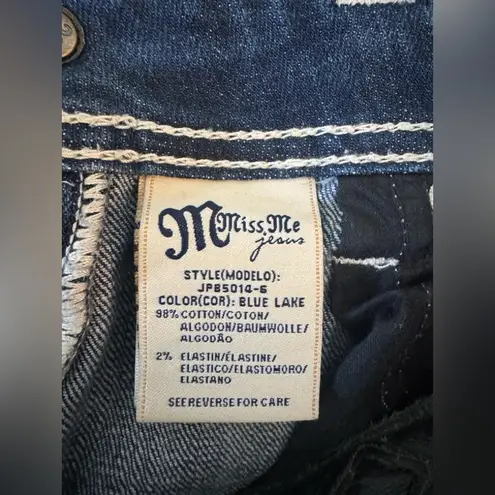 M Miss Me
jeans
STYLE(MODELO):
JP85014-6
COLOR(COR): BLUE LAKE
98% COTTON/COTON/
ALGODON/BAUMWOLLE/
ALGODÃO
2% ELASTIN/ÉLASTINE/
ELASTICO/ELASTOMORO/
ELASTANO
SEE REVERSE FOR CARE